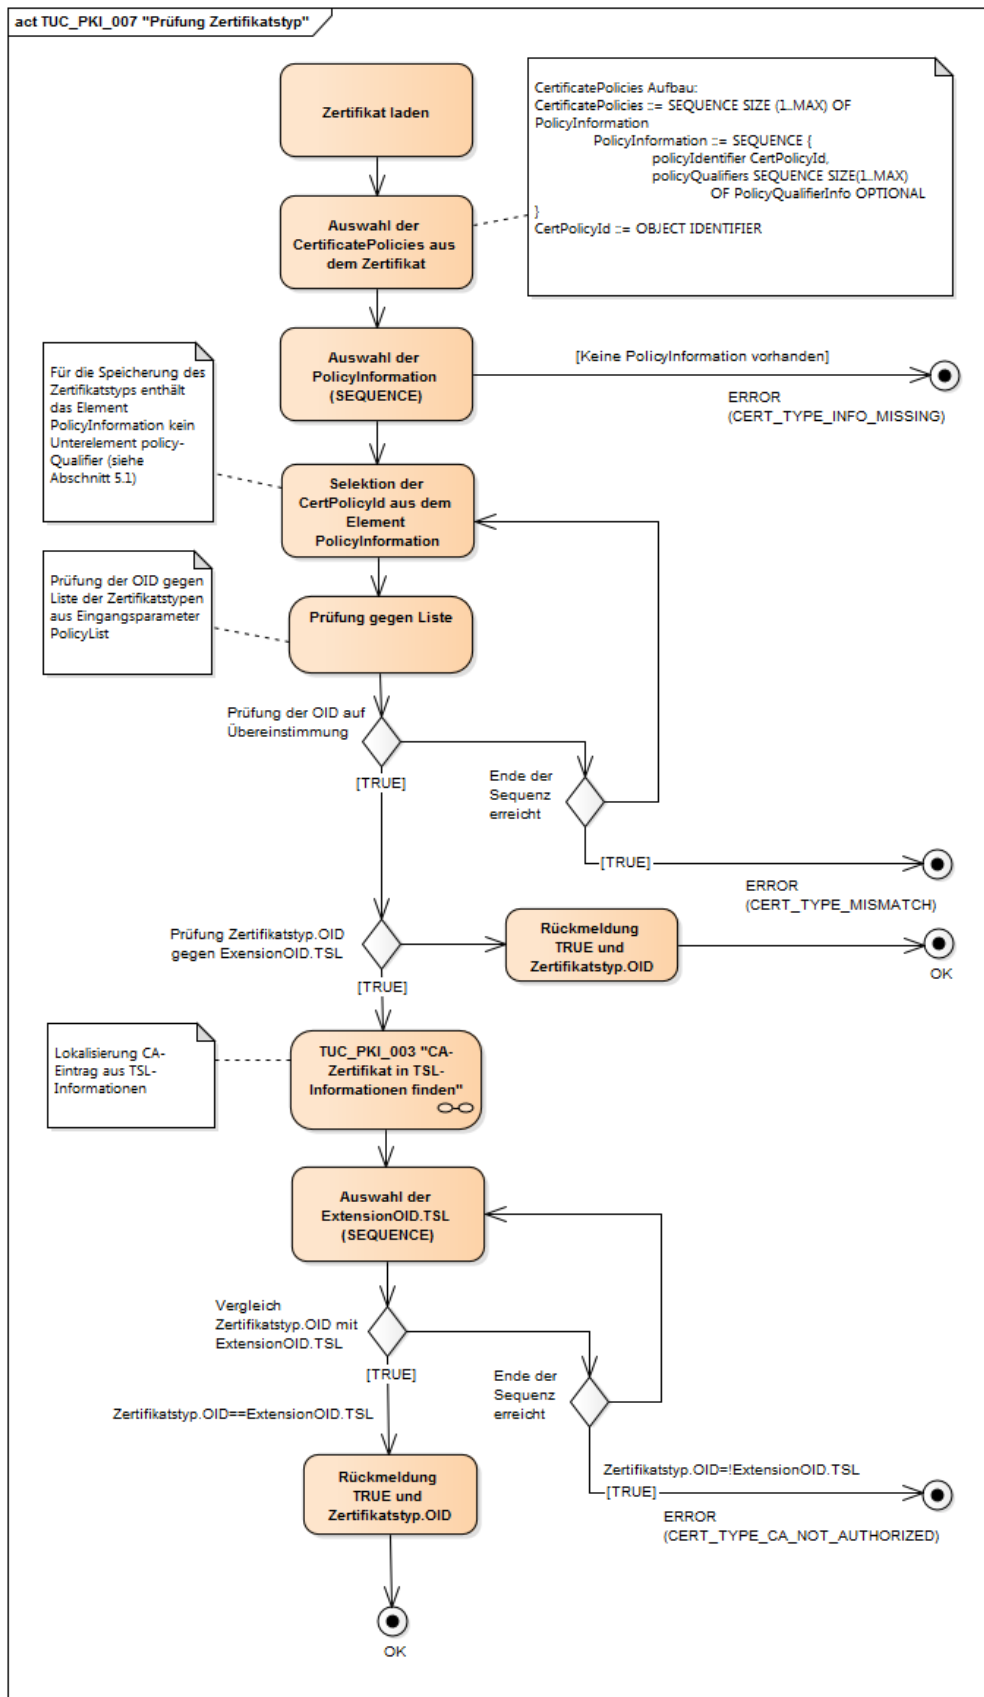 act TUC_PKI_007 "Prüfung Zertifikatstyp"
Zertifikat laden
CertificatePolicies Aufbau:
CertificatePolicies ::= SEQUENCE SIZE (1..MAX) OF
PolicyInformation
PolicyInformation ::= SEQUENCE {
policyIdentifier CertPolicyId,
policyQualifiers SEQUENCE SIZE(1..MAX)
OF PolicyQualifierInfo OPTIONAL
}
CertPolicyId ::= OBJECT IDENTIFIER
Auswahl der
CertificatePolicies aus
dem Zertifikat
Auswahl der
PolicyInformation
(SEQUENCE)
[Keine PolicyInformation vorhanden]
ERROR
(CERT_TYPE_INFO_MISSING)
Für die Speicherung des
Zertifikatstyps enthält
das Element
PolicyInformation kein
Unterelement policy-
Qualifier (siehe
Abschnitt 5.1)
Selektion der
CertPolicyId aus dem
Element
PolicyInformation
Prüfung der OID gegen
Liste der Zertifikatstypen
aus Eingangsparameter
PolicyList
Prüfung gegen Liste
Prüfung der OID auf
Übereinstimmung
[TRUE]
Ende der
Sequenz
erreicht
[TRUE]
ERROR
(CERT_TYPE_MISMATCH)
Prüfung Zertifikatstyp.OID
gegen ExensionOID.TSL
[TRUE]
Rückmeldung
TRUE und
Zertifikatstyp.OID
OK
Lokalisierung CA-
Eintrag aus TSL-
Informationen
TUC_PKI_003 "CA-
Zertifikat in TSL-
Informationen finden"
Auswahl der
ExtensionOID.TSL
(SEQUENCE)
Vergleich
Zertifikatstyp.OID mit
ExtensionOID.TSL
[TRUE]
Ende der
Sequenz
erreicht
Zertifikatstyp.OID==ExtensionOID.TSL
Zertifikatstyp.OID=!ExtensionOID.TSL
[TRUE]
ERROR
(CERT_TYPE_CA_NOT_AUTHORIZED)
Rückmeldung
TRUE und
Zertifikatstyp.OID
OK